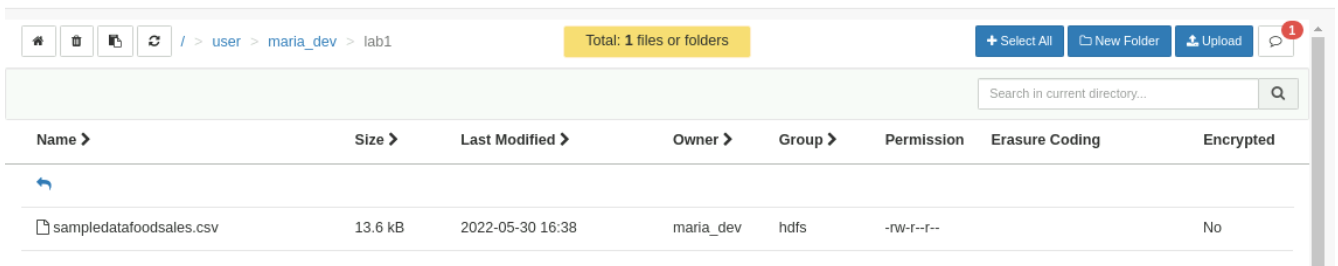 / > user > maria_dev > lab1 Total: 1 files or folders Select All New Folder Upload 1
Search in current directory...
Name Size Last Modified Owner Group Permission Erasure Coding Encrypted
sampledatafoodsales.csv 13.6 kB 2022-05-30 16:38 maria_dev hdfs -rw-r--r-- No